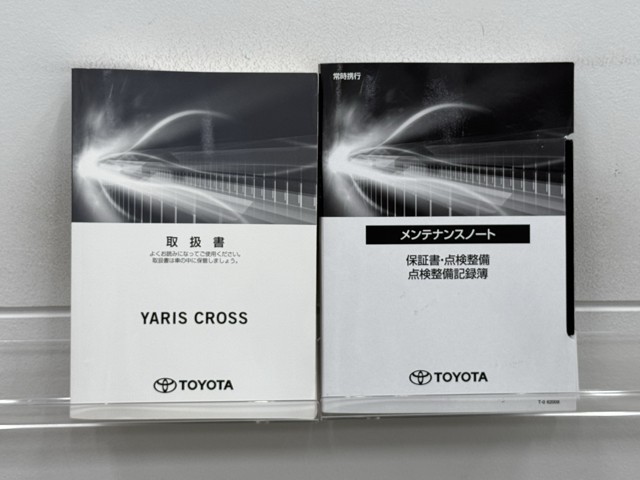 取扱書
よくお読みになってご使用ください。
取扱書は車の中に保管しましょう。
YARIS CROSS
TOYOTA
常時携行
メンテナンスノート
保証書・点検整備
点検整備記録簿
TOYOTA